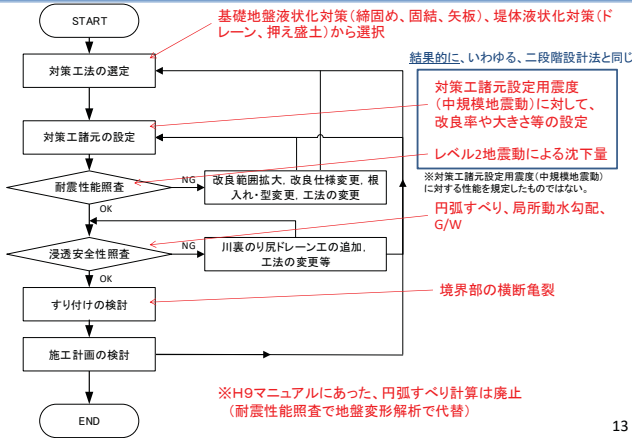 START
基礎地盤液状化対策(締固め、固結、矢板)、堤体液状化対策(ド
レーン、押え盛土)から選択
対策工法の選定
結果的に、いわゆる、二段階設計法と同じ
対策工諸元設定用震度
(中規模地震動)に対して、
改良率や大きさ等の設定
対策工諸元の設定
レベル2地震動による沈下量
※対策工諸元設定用震度(中規模地震動)
に対する性能を規定したものではない。
耐震性能照査
NG
改良範囲拡大, 改良仕様変更, 根
入れ・型変更, 工法の変更
OK
円弧すべり、局所動水勾配、
G/W
浸透安全性照査
NG
川裏のり尻ドレーン工の追加,
工法の変更等
OK
すり付けの検討
境界部の横断亀裂
施工計画の検討
※H9マニュアルにあった、円弧すべり計算は廃止
(耐震性能照査で地盤変形解析で代替)
END
13